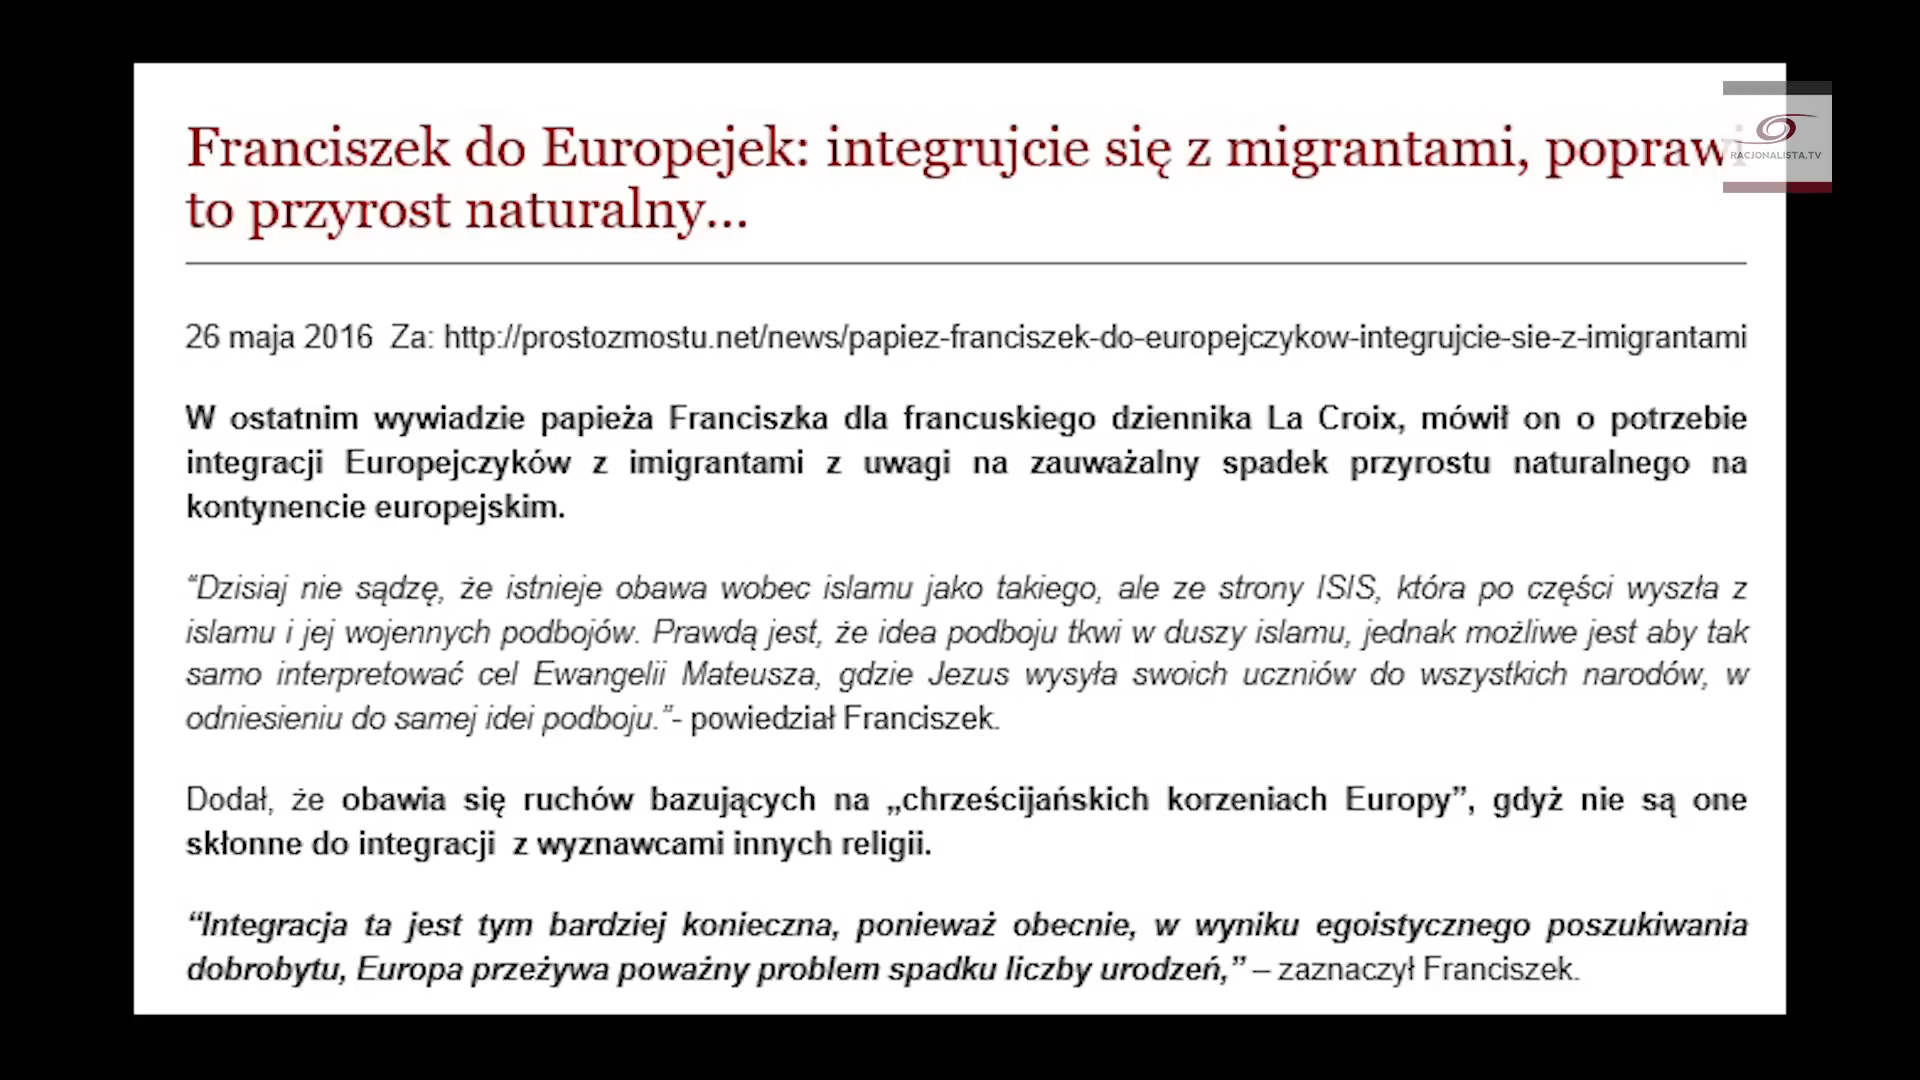 Franciszek do Europejek: integrujcie się z migrantami, poprawi
to przyrost naturalny...
RACJONALISTA.TV
26 maja 2016 Za: http://prostozmostu.net/news/papiez-franciszek-do-europejczykow-integrujcie-sie-z-imigrantami
W ostatnim wywiadzie papieża Franciszka dla francuskiego dziennika La Croix, mówił on o potrzebie
integracji Europejczyków z imigrantami z uwagi na zauważalny spadek przyrostu naturalnego na
kontynencie europejskim.
“Dzisiaj nie sądzę, że istnieje obawa wobec islamu jako takiego, ale ze strony ISIS, która po części wyszła z
islamu i jej wojennych podbojów. Prawdą jest, że idea podboju tkwi w duszy islamu, jednak możliwe jest aby tak
samo interpretować cel Ewangelii Mateusza, gdzie Jezus wysyła swoich uczniów do wszystkich narodów, w
odniesieniu do samej idei podboju.”- powiedział Franciszek.
Dodał, że obawia się ruchów bazujących na „chrześcijańskich korzeniach Europy”, gdyż nie są one
skłonne do integracji z wyznawcami innych religii.
“Integracja ta jest tym bardziej konieczna, ponieważ obecnie, w wyniku egoistycznego poszukiwania
dobrobytu, Europa przeżywa poważny problem spadku liczby urodzeń,” – zaznaczył Franciszek.